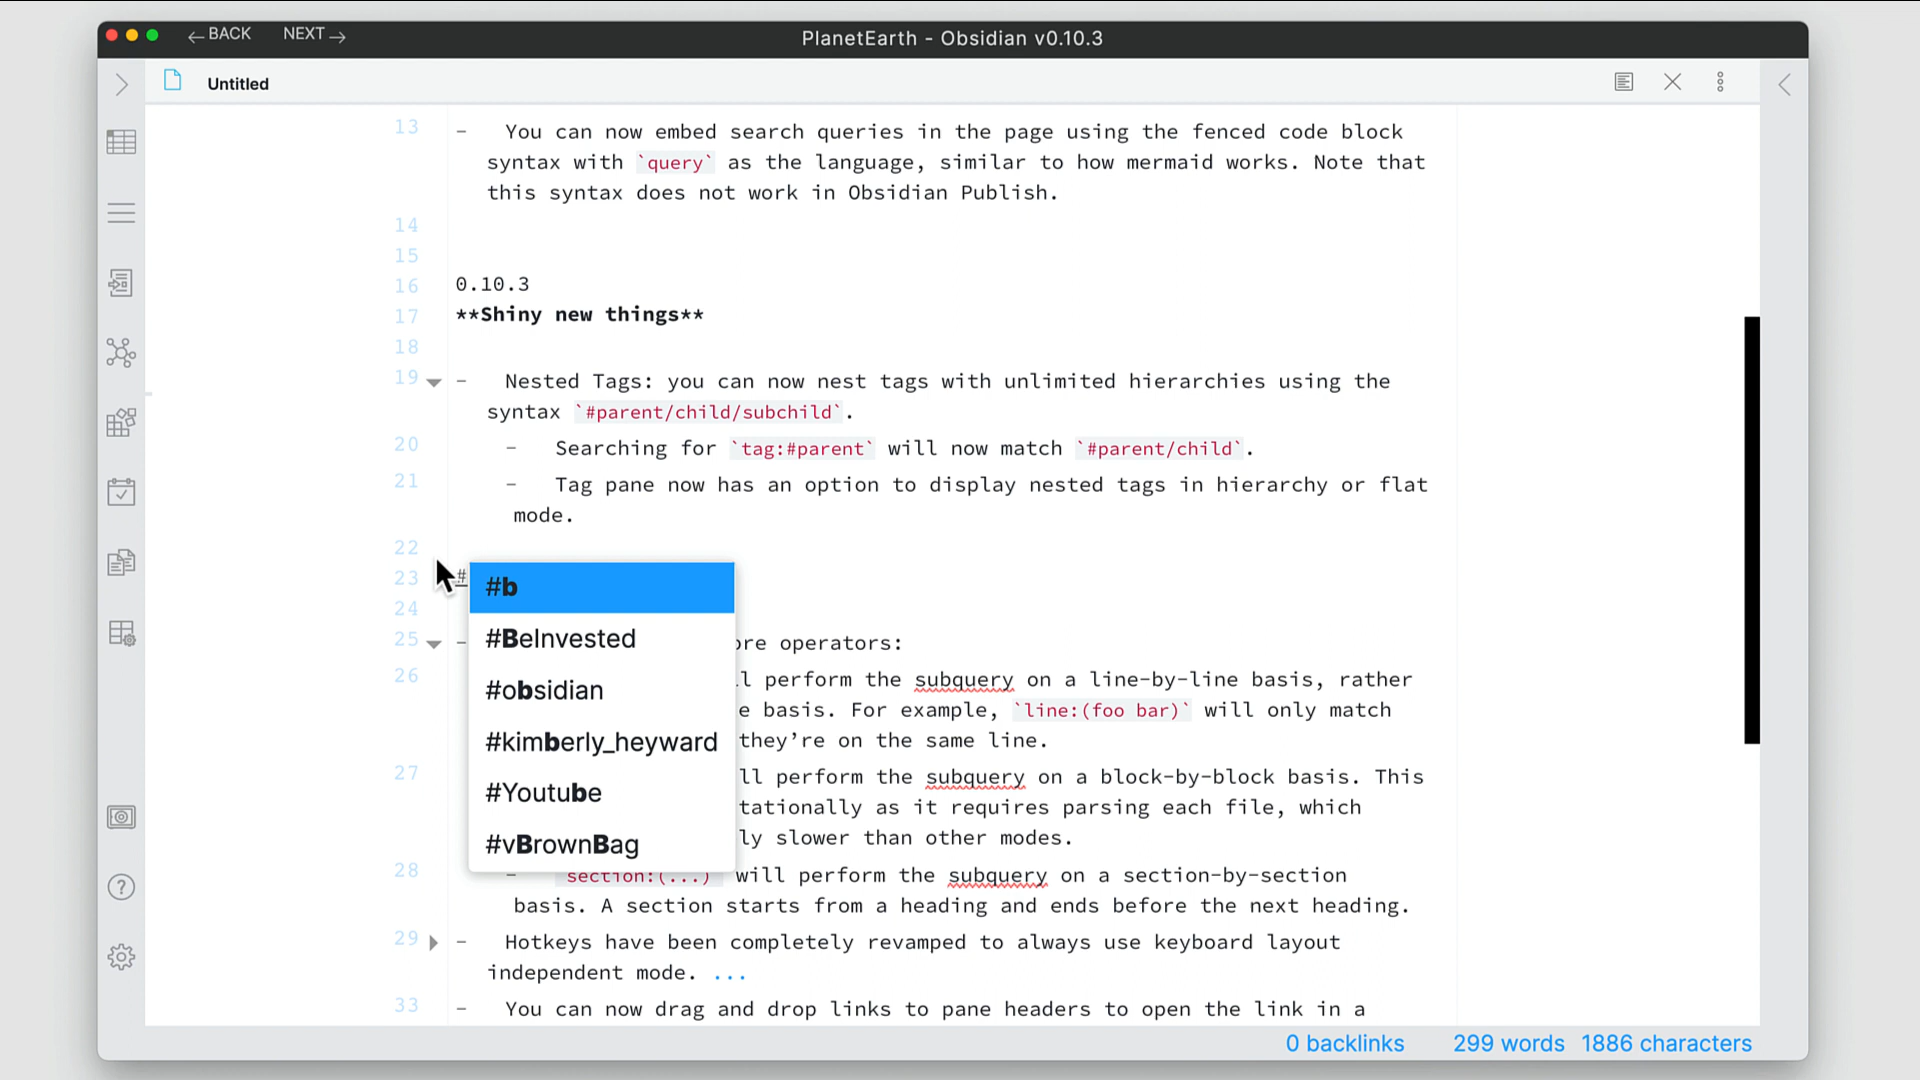 ← BACK NEXT →
PlanetEarth - Obsidian v0.10.3
Untitled
13 - You can now embed search queries in the page using the fenced code block
syntax with `query` as the language, similar to how mermaid works. Note that
this syntax does not work in Obsidian Publish.
14
15
16 0.10.3
17 **Shiny new things**
18
19 - Nested Tags: you can now nest tags with unlimited hierarchies using the
syntax `#parent/child/subchild`.
20 - Searching for `tag:#parent` will now match `#parent/child`.
21 - Tag pane now has an option to display nested tags in hierarchy or flat
mode.
22
23 #
#b
24
#BeInvested
25 - re operators:
26 ll perform the subquery on a line-by-line basis, rather
#obsidian
e basis. For example, `line:(foo bar)` will only match
#kimberly_heyward
they're on the same line.
27 ll perform the subquery on a block-by-block basis. This
#Youtube
tationally as it requires parsing each file, which
#vBrownBag
ly slower than other modes.
28 - section:(...) will perform the subquery on a section-by-section
basis. A section starts from a heading and ends before the next heading.
29 - Hotkeys have been completely revamped to always use keyboard layout
independent mode. ...
33 - You can now drag and drop links to pane headers to open the link in a
0 backlinks 299 words 1886 characters